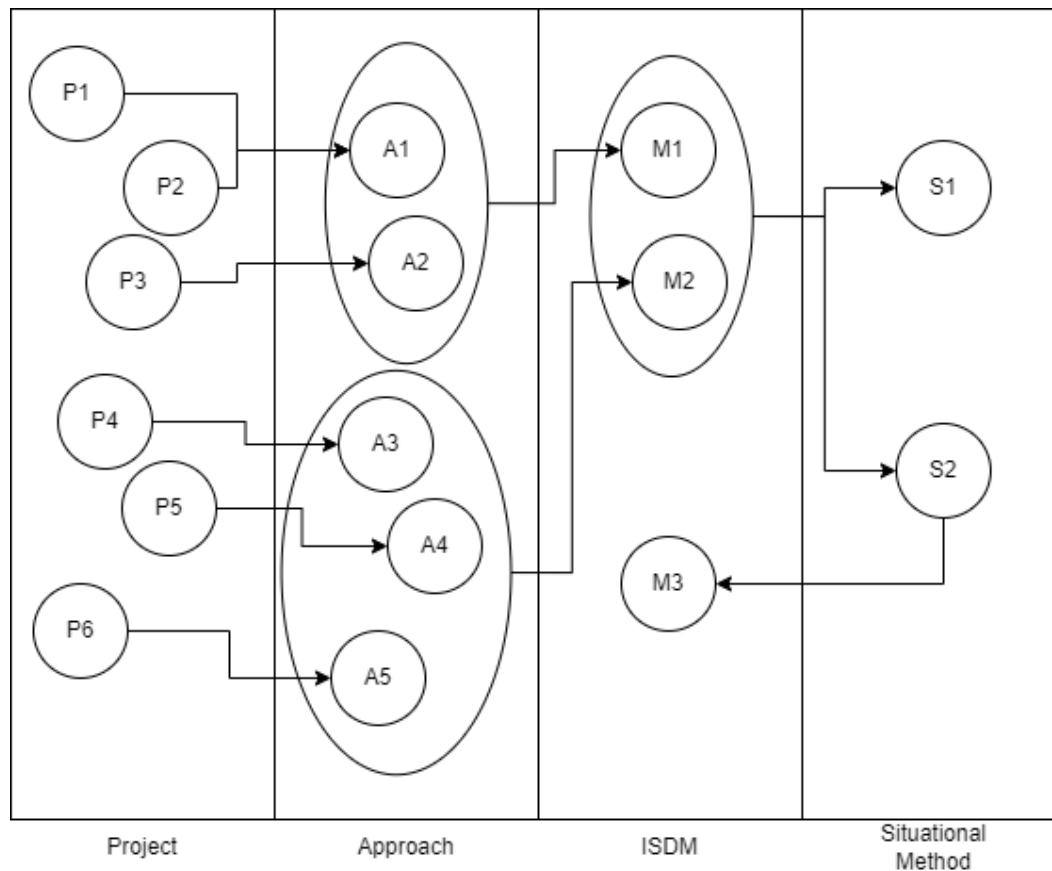 P1
P2
P3
P4
P5
P6
A1
A2
A3
A4
A5
M1
M2
M3
S1
S2
Project
Approach
ISDM
Situational
Method